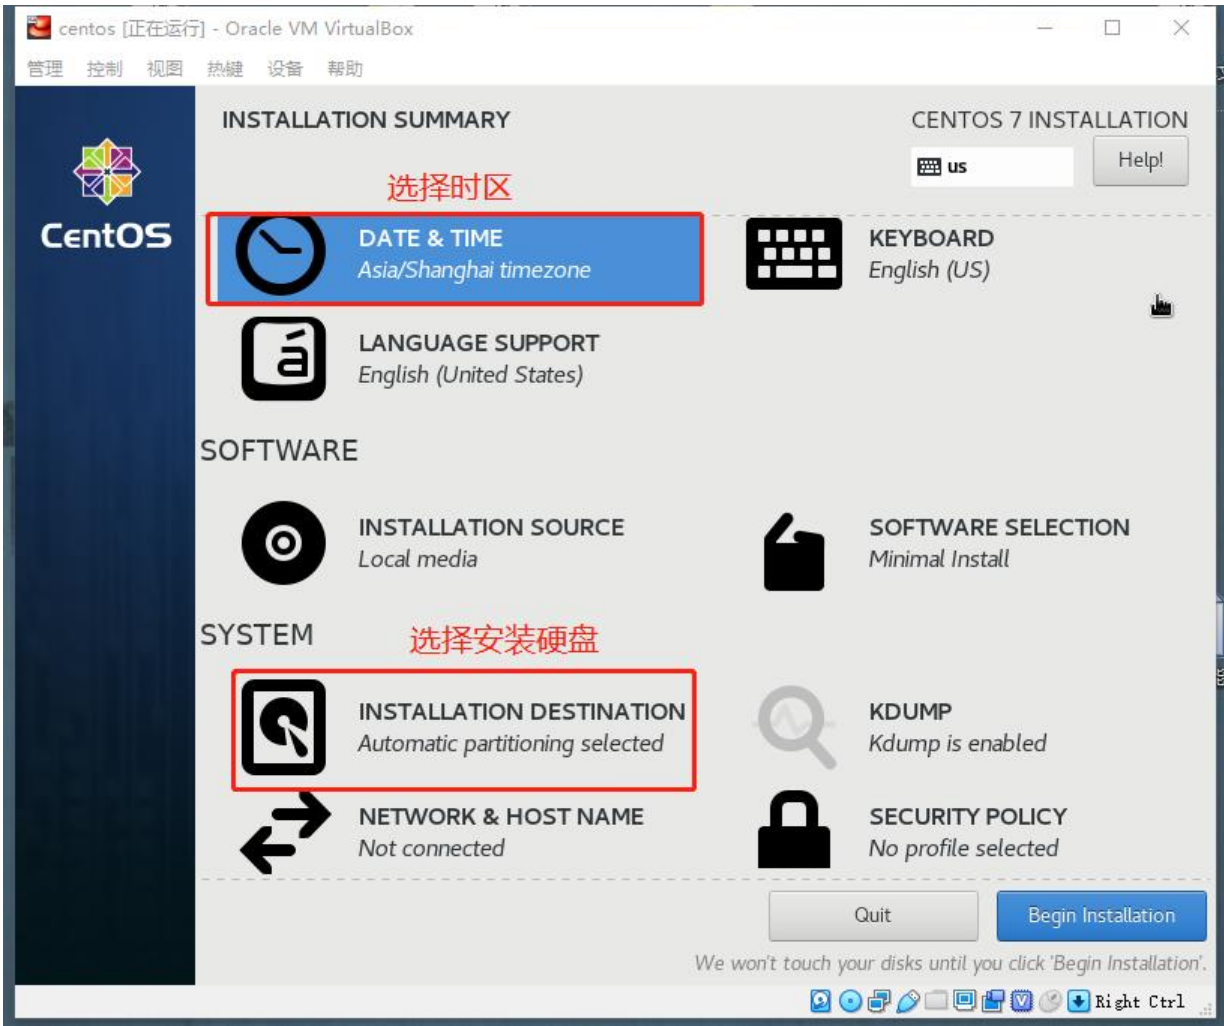 centos [正在运行] - Oracle VM VirtualBox
管理 控制 视图 热键 设备 帮助
INSTALLATION SUMMARY
CENTOS 7 INSTALLATION
us
Help!
CentOS
选择时区
DATE & TIME
Asia/Shanghai timezone
KEYBOARD
English (US)
á
LANGUAGE SUPPORT
English (United States)
SOFTWARE
INSTALLATION SOURCE
Local media
SOFTWARE SELECTION
Minimal Install
SYSTEM
选择安装硬盘
INSTALLATION DESTINATION
Automatic partitioning selected
KDUMP
Kdump is enabled
NETWORK & HOST NAME
Not connected
SECURITY POLICY
No profile selected
Quit
Begin Installation
We won't touch your disks until you click 'Begin Installation'.
Right Ctrl